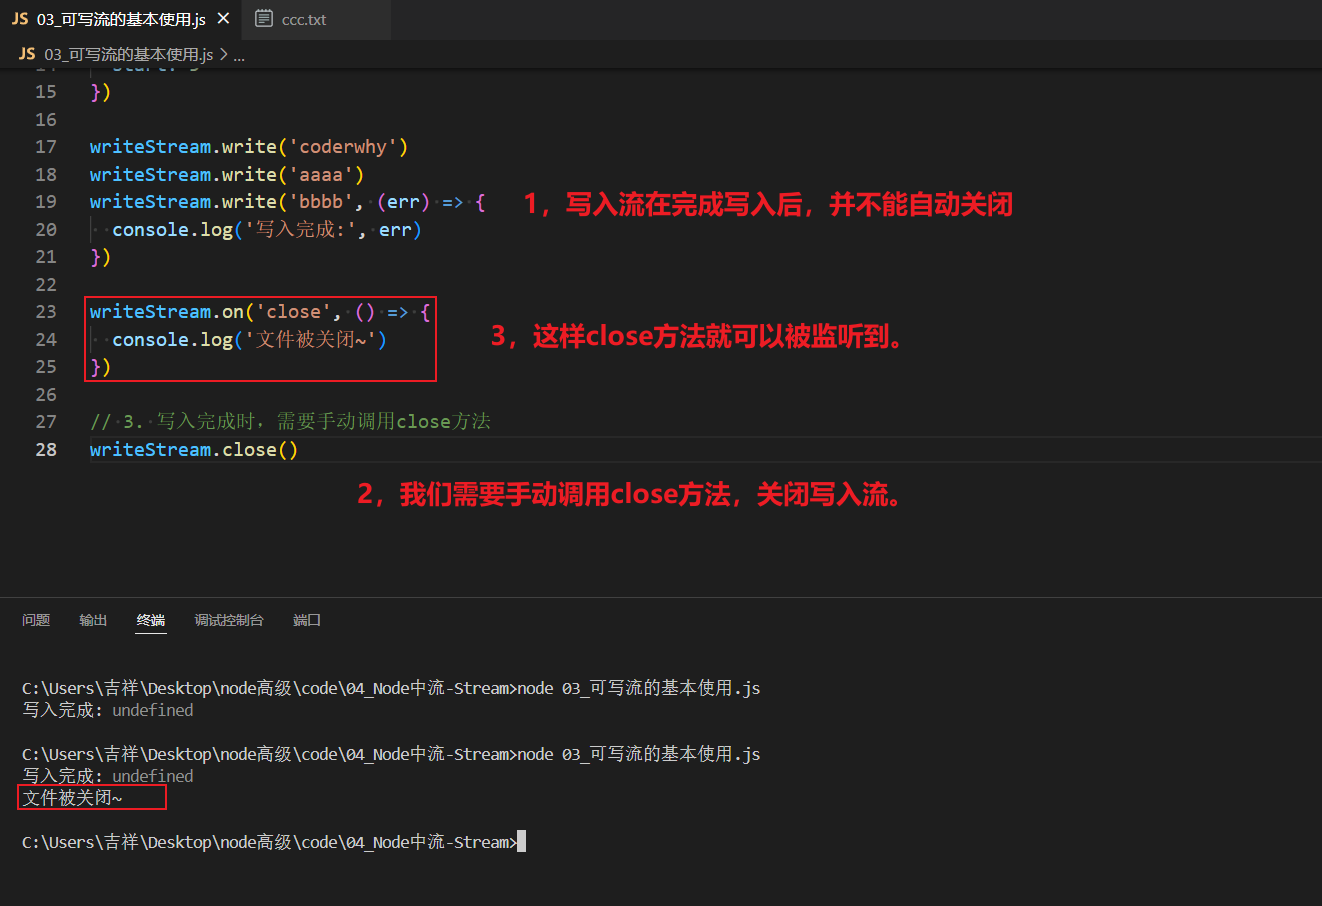 JS 03_可写流的基本使用.js × ccc.txt
JS 03_可写流的基本使用.js > ...
15 })
16
17 writeStream.write('coderwhy')
18 writeStream.write('aaaa')
19 writeStream.write('bbbb', (err) => {
1，写入流在完成写入后，并不能自动关闭
20 console.log('写入完成:', err)
21 })
22
23 writeStream.on('close', () => {
24 console.log('文件被关闭~')
3，这样close方法就可以被监听到。
25 })
26
27 // 3. 写入完成时，需要手动调用close方法
28 writeStream.close()
2，我们需要手动调用close方法，关闭写入流。
问题 输出 终端 调试控制台 端口
C:\Users\吉祥\Desktop\node高级\code\04_Node中流-Stream>node 03_可写流的基本使用.js
写入完成: undefined
C:\Users\吉祥\Desktop\node高级\code\04_Node中流-Stream>node 03_可写流的基本使用.js
写入完成: undefined
文件被关闭~
C:\Users\吉祥\Desktop\node高级\code\04_Node中流-Stream>